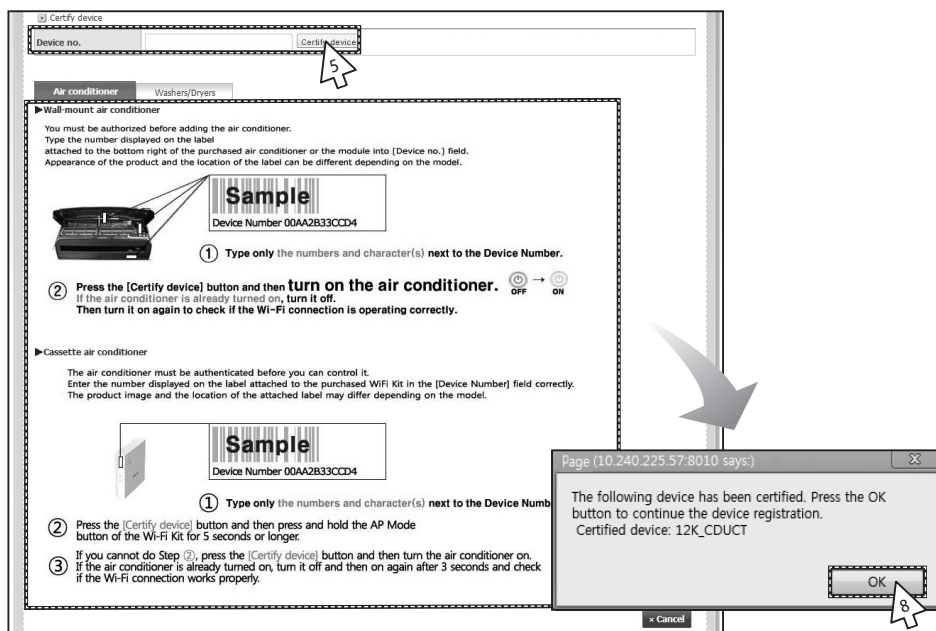 Certify device
Device no.
Certify device
5
Air conditioner
Washers/Dryers
▶Wall-mount air conditioner
You must be authorized before adding the air conditioner.
Type the number displayed on the label
attached to the bottom right of the purchased air conditioner or the module into [Device no.] field.
Appearance of the product and the location of the label can be different depending on the model.
Sample
Device Number 00AA2B33CCD4
① Type only the numbers and character(s) next to the Device Number.
② Press the [Certify device] button and then turn on the air conditioner. OFF → ON
If the air conditioner is already turned on, turn it off.
Then turn it on again to check if the Wi-Fi connection is operating correctly.
▶Cassette air conditioner
The air conditioner must be authenticated before you can control it.
Enter the number displayed on the label attached to the purchased WiFi Kit in the [Device Number] field correctly.
The product image and the location of the attached label may differ depending on the model.
Sample
Device Number 00AA2B33CCD4
① Type only the numbers and character(s) next to the Device Numb
② Press the [Certify device] button and then press and hold the AP Mode
button of the Wi-Fi Kit for 5 seconds or longer.
③ If you cannot do Step ②, press the [Certify device] button and then turn the air conditioner on.
If the air conditioner is already turned on, turn it off and then on again after 3 seconds and check
if the Wi-Fi connection works properly.
× Cancel
Page (10.240.225.57:8010 says:)
The following device has been certified. Press the OK
button to continue the device registration.
Certified device: 12K_CDUCT
OK
8